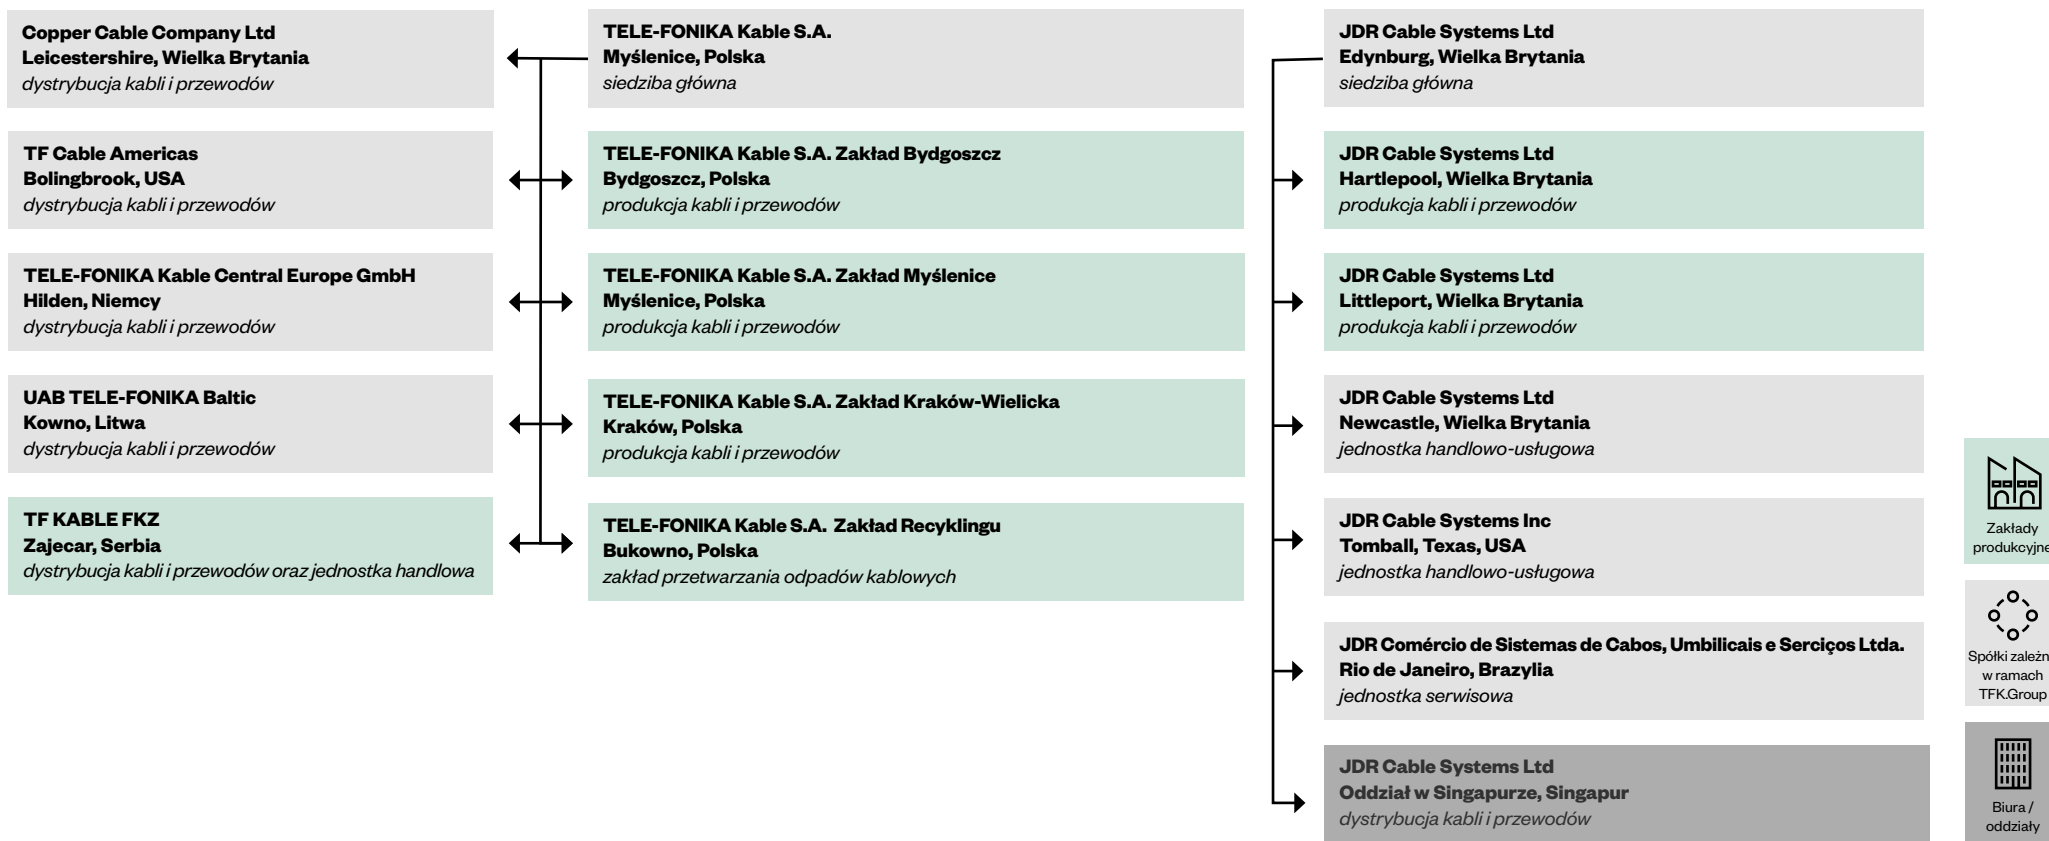 Copper Cable Company Ltd
Leicestershire, Wielka Brytania
dystrybucja kabli i przewodów
TF Cable Americas
Bolingbrook, USA
dystrybucja kabli i przewodów
TELE-FONIKA Kable Central Europe GmbH
Hilden, Niemcy
dystrybucja kabli i przewodów
UAB TELE-FONIKA Baltic
Kowno, Litwa
dystrybucja kabli i przewodów
TF KABLE FKZ
Zajecar, Serbia
dystrybucja kabli i przewodów oraz jednostka handlowa
TELE-FONIKA Kable S.A.
Myślenice, Polska
siedziba główna
TELE-FONIKA Kable S.A. Zakład Bydgoszcz
Bydgoszcz, Polska
produkcja kabli i przewodów
TELE-FONIKA Kable S.A. Zakład Myślenice
Myślenice, Polska
produkcja kabli i przewodów
TELE-FONIKA Kable S.A. Zakład Kraków-Wielicka
Kraków, Polska
produkcja kabli i przewodów
TELE-FONIKA Kable S.A. Zakład Recyklingu
Bukowno, Polska
zakład przetwarzania odpadów kablowych
JDR Cable Systems Ltd
Edynburg, Wielka Brytania
siedziba główna
JDR Cable Systems Ltd
Hartlepool, Wielka Brytania
produkcja kabli i przewodów
JDR Cable Systems Ltd
Littleport, Wielka Brytania
produkcja kabli i przewodów
JDR Cable Systems Ltd
Newcastle, Wielka Brytania
jednostka handlowo-usługowa
JDR Cable Systems Inc
Tomball, Texas, USA
jednostka handlowo-usługowa
JDR Comércio de Sistemas de Cabos, Umbilicais e Serciços Ltda.
Rio de Janeiro, Brazylia
jednostka serwisowa
JDR Cable Systems Ltd
Oddział w Singapurze, Singapur
dystrybucja kabli i przewodów
Zakłady
produkcyjne
Spółki zależn
w ramach
TFK.Group
Biura /
oddziały